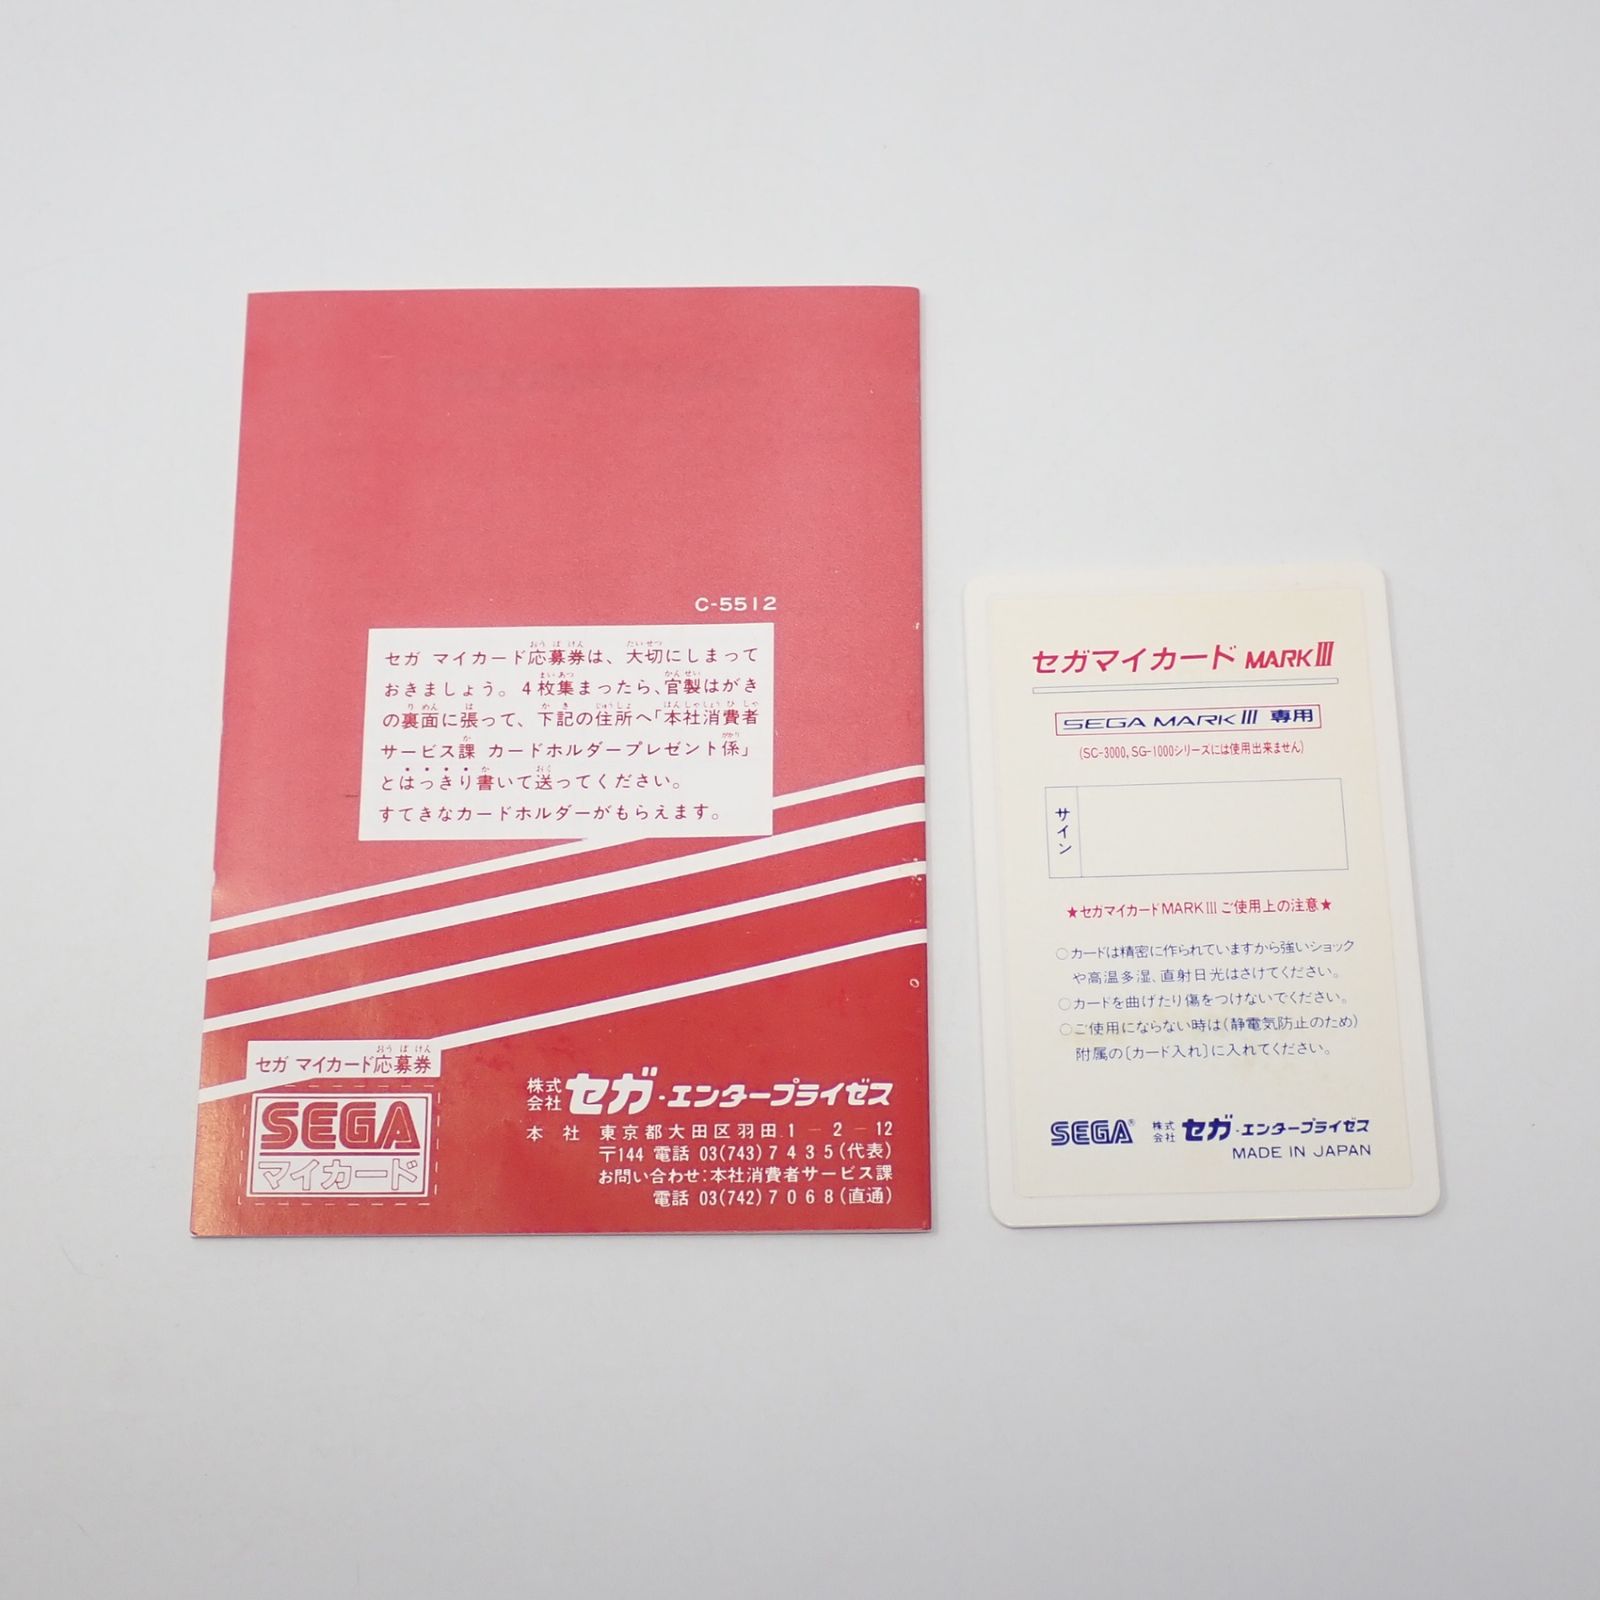 C-5512
セガ マイカード応募券は、大切にしまって
おきましょう。4枚集まったら、官製はがき
の裏面に張って、下記の住所へ「本社消費者
サービス課 カードホルダープレゼント係」
とはっきり書いて送ってください。
すてきなカードホルダーがもらえます。
セガ マイカード応募券
SEGA
マイカード
株式会社 セガ・エンタープライゼス
本社 東京都大田区羽田1-2-12
〒144 電話 03(743)7435(代表)
お問い合わせ:本社消費者サービス課
電話 03(742)7068(直通)
セガマイカード MARK III
SEGA MARK III 専用
(SC-3000, SG-1000シリーズには使用出来ません)
サイン
★セガマイカードMARK III ご使用上の注意★
○カードは精密に作られていますから強いショック
や高温多湿、直射日光はさけてください。
○カードを曲げたり傷をつけないでください。
○ご使用にならない時は(静電気防止のため)
附属の〔カード入れ〕に入れてください。
SEGA® 株式会社 セガ・エンタープライゼス
MADE IN JAPAN